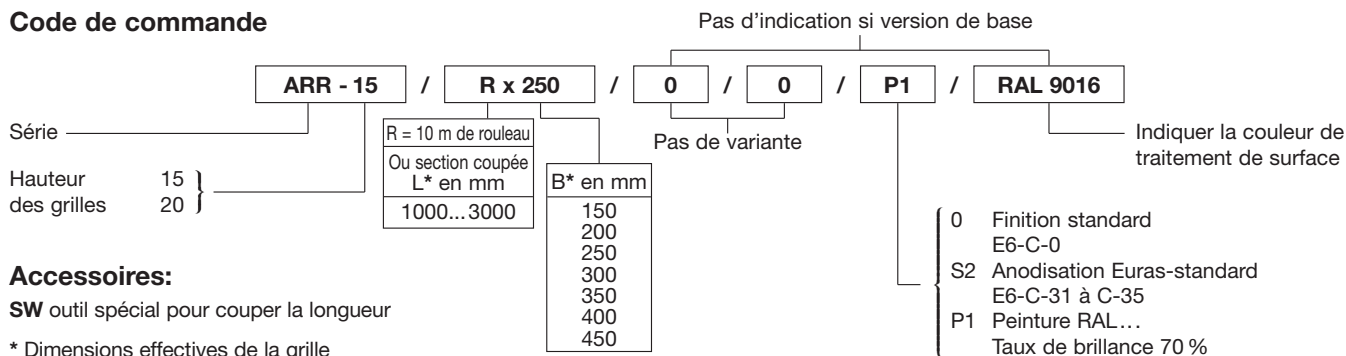 Code de commande
Pas d'indication si version de base
ARR - 15 / R x 250 / 0 / 0 / P1 / RAL 9016
Série
R = 10 m de rouleau
Ou section coupée
L* en mm
1000...3000
Pas de variante
Indiquer la couleur de
traitement de surface
Hauteur 15
des grilles 20
B* en mm
150
200
250
300
350
400
450
0 Finition standard
E6-C-0
S2 Anodisation Euras-standard
E6-C-31 à C-35
P1 Peinture RAL...
Taux de brillance 70 %
Accessoires:
SW outil spécial pour couper la longueur
* Dimensions effectives de la grille